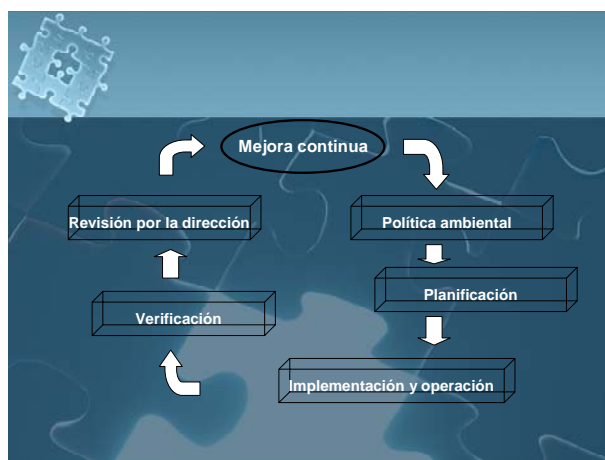 Mejora continua
Revisión por la dirección
Política ambiental
Planificación
Verificación
Implementación y operación